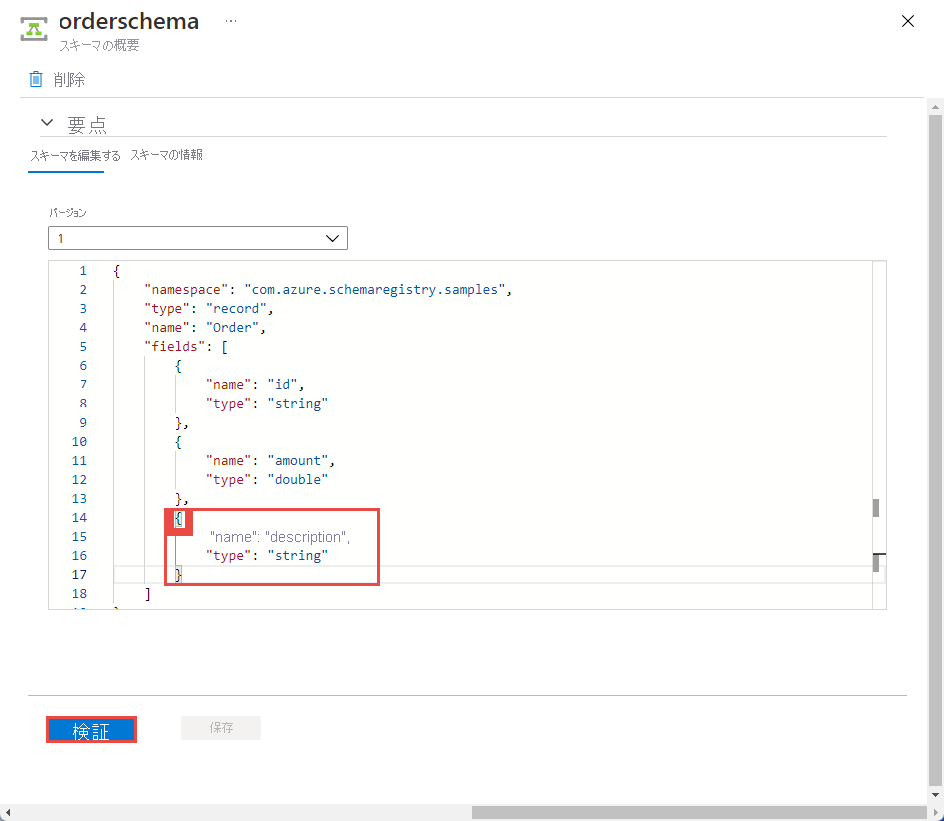 orderschema ...
スキーマの概要
削除
要点
スキーマを編集する スキーマの情報
バージョン
1
1 {
2 "namespace": "com.azure.schemaregistry.samples",
3 "type": "record",
4 "name": "Order",
5 "fields": [
6 {
7 "name": "id",
8 "type": "string"
9 },
10 {
11 "name": "amount",
12 "type": "double"
13 },
14 {
15 "name": "description",
16 "type": "string"
17 }
18 ]
検証 保存